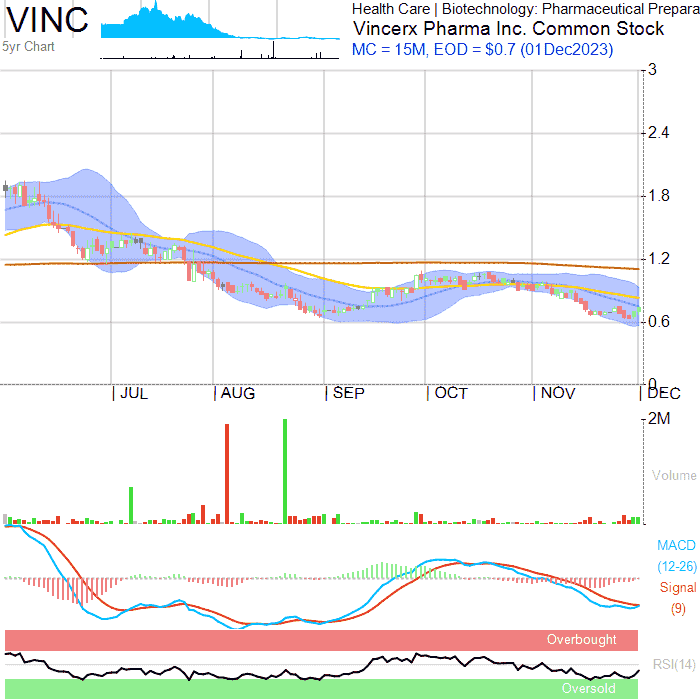 VINC
5yr Chart
Health Care | Biotechnology: Pharmaceutical Prepara
Vincerx Pharma Inc. Common Stock
MC = 15M, EOD = $0.7 (01Dec2023)
3
2.4
1.8
1.2
0.6
0
| JUL | AUG | SEP | OCT | NOV | DEC
2M
Volume
MACD
(12-26)
Signal
(9)
Overbought
RSI(14)
Oversold